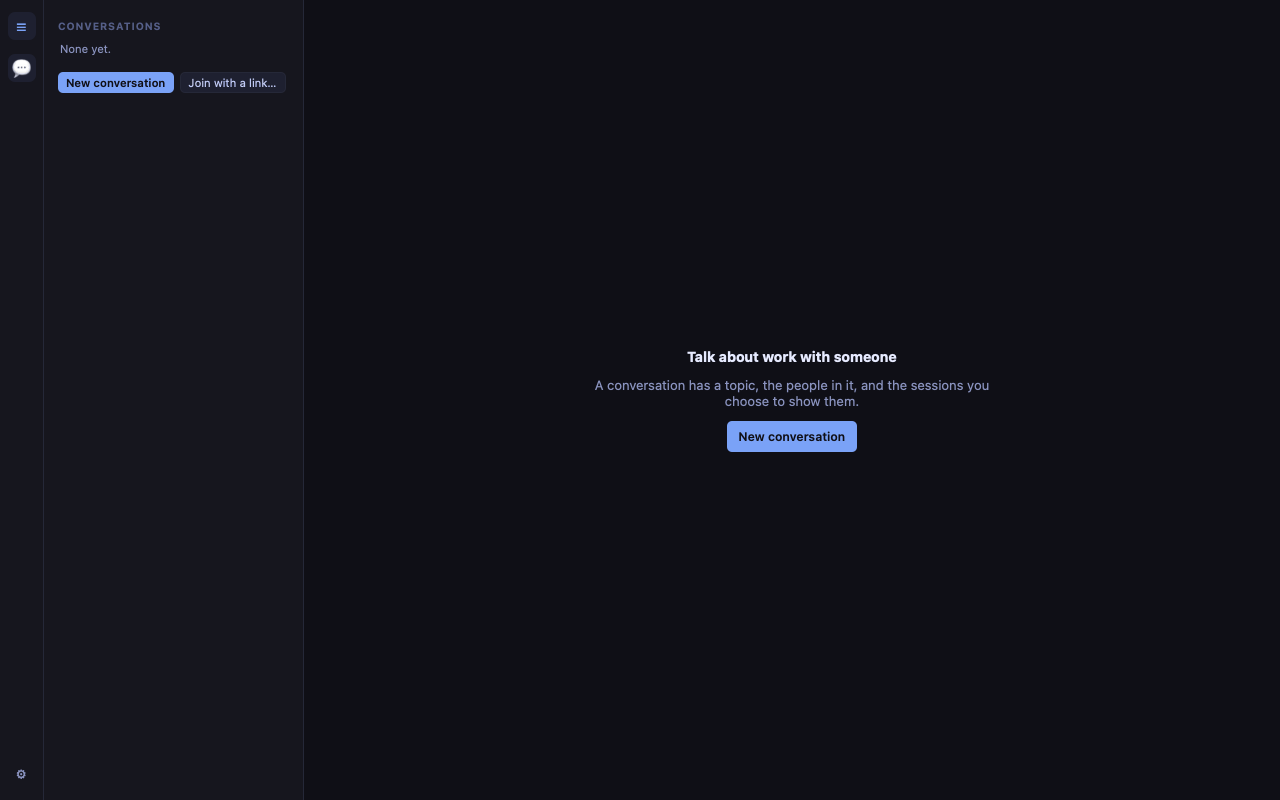 CONVERSATIONS
None yet.
New conversation
Join with a link...
Talk about work with someone
A conversation has a topic, the people in it, and the sessions you
choose to show them.
New conversation